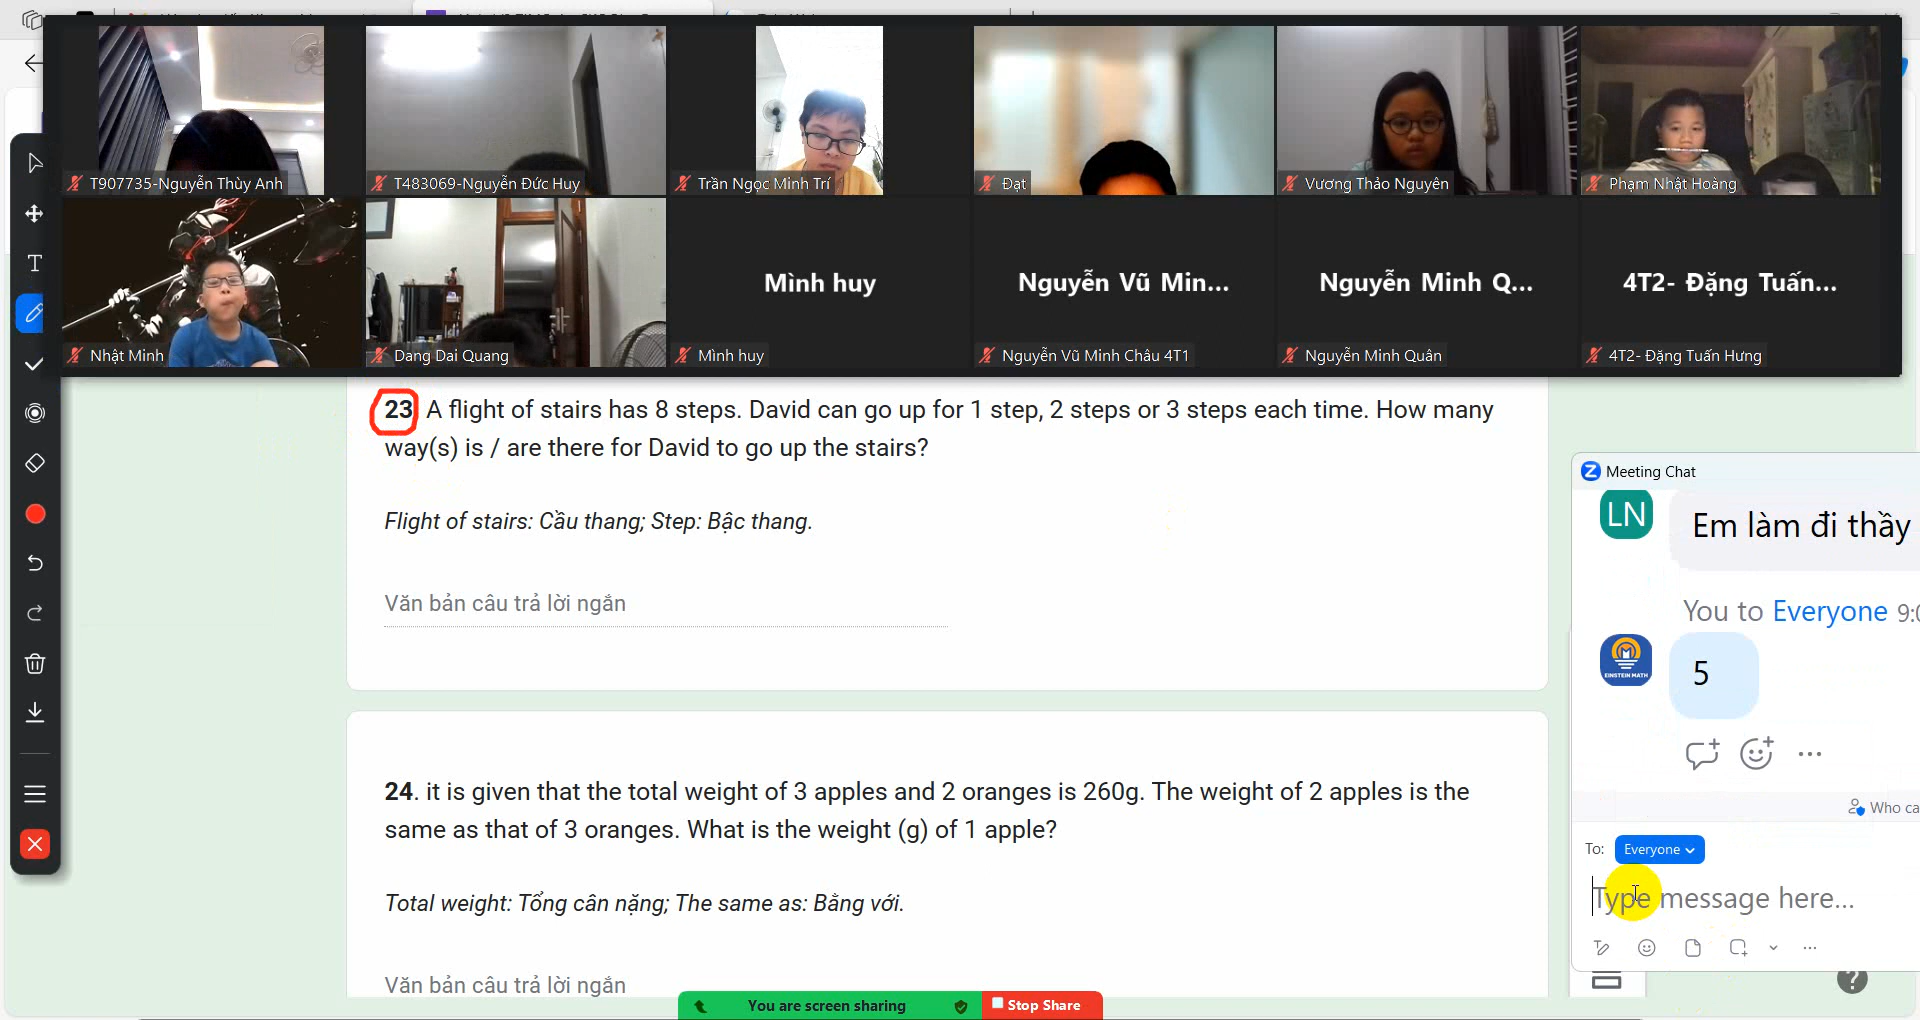 T907735-Nguyễn Thùy Anh
T483069-Nguyễn Đức Huy
Trần Ngọc Minh Trí
Đạt
Vương Thảo Nguyên
Phạm Nhật Hoàng
Mình huy
Nguyễn Vũ Min...
Nguyễn Minh Q...
4T2- Đặng Tuấn...
Nhật Minh
Dang Dai Quang
Mình huy
Nguyễn Vũ Minh Châu 4T1
Nguyễn Minh Quân
4T2- Đặng Tuấn Hưng
T
23 A flight of stairs has 8 steps. David can go up for 1 step, 2 steps or 3 steps each time. How many
way(s) is / are there for David to go up the stairs?
Flight of stairs: Cầu thang; Step: Bậc thang.
Văn bản câu trả lời ngắn
24. it is given that the total weight of 3 apples and 2 oranges is 260g. The weight of 2 apples is the
same as that of 3 oranges. What is the weight (g) of 1 apple?
Total weight: Tổng cân nặng; The same as: Bằng với.
Văn bản câu trả lời ngắn
Meeting Chat
LN
Em làm đi thầy
You to Everyone 9:0
EINSTEIN MATH
5
Who ca
To: Everyone
Type message here...
You are screen sharing
Stop Share